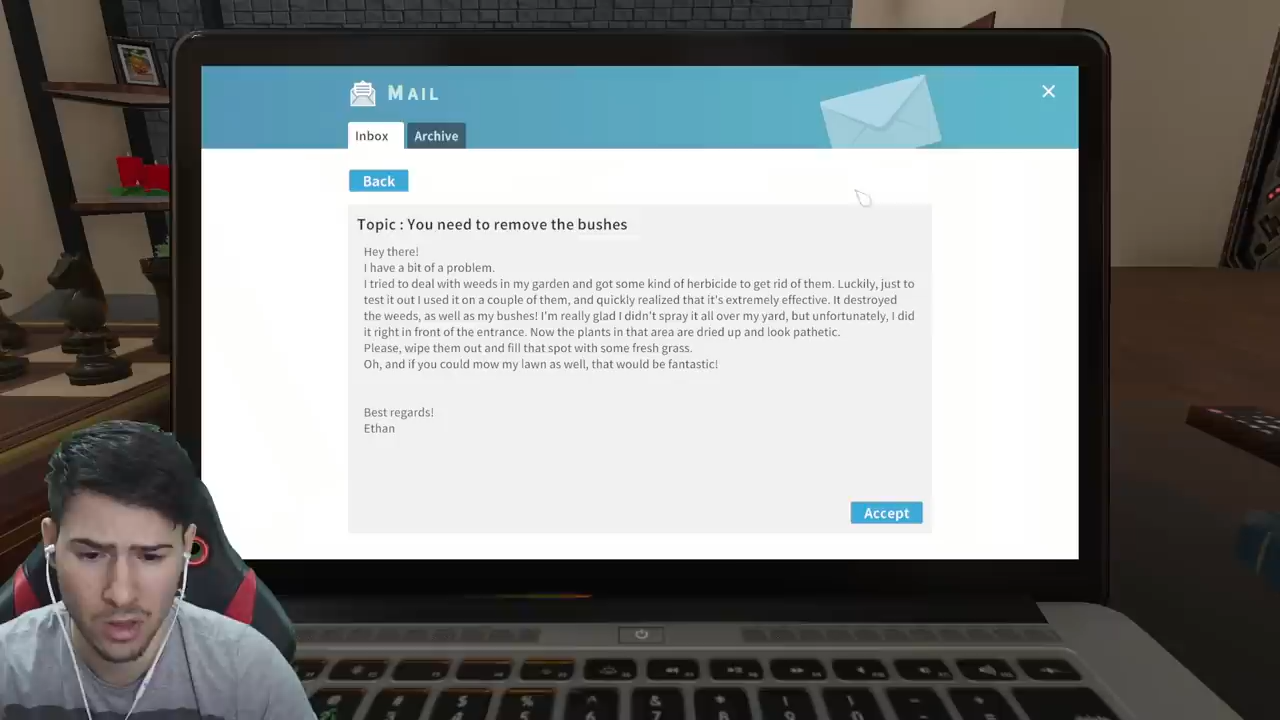 MAIL
Inbox
Archive
Back
Topic : You need to remove the bushes
Hey there!
I have a bit of a problem.
I tried to deal with weeds in my garden and got some kind of herbicide to get rid of them. Luckily, just to
test it out I used it on a couple of them, and quickly realized that it's extremely effective. It destroyed
the weeds, as well as my bushes! I'm really glad I didn't spray it all over my yard, but unfortunately, I did
it right in front of the entrance. Now the plants in that area are dried up and look pathetic.
Please, wipe them out and fill that spot with some fresh grass.
Oh, and if you could mow my lawn as well, that would be fantastic!
Best regards!
Ethan
Accept